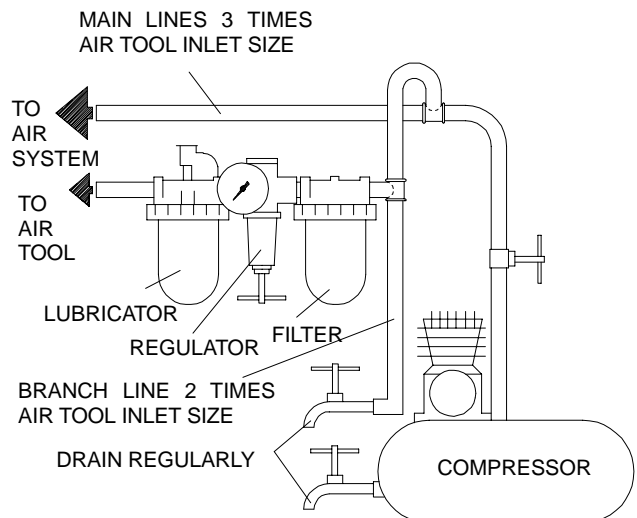 MAIN LINES 3 TIMES
AIR TOOL INLET SIZE
TO
AIR
SYSTEM
TO
AIR
TOOL
LUBRICATOR
REGULATOR
FILTER
BRANCH LINE 2 TIMES
AIR TOOL INLET SIZE
DRAIN REGULARLY
COMPRESSOR